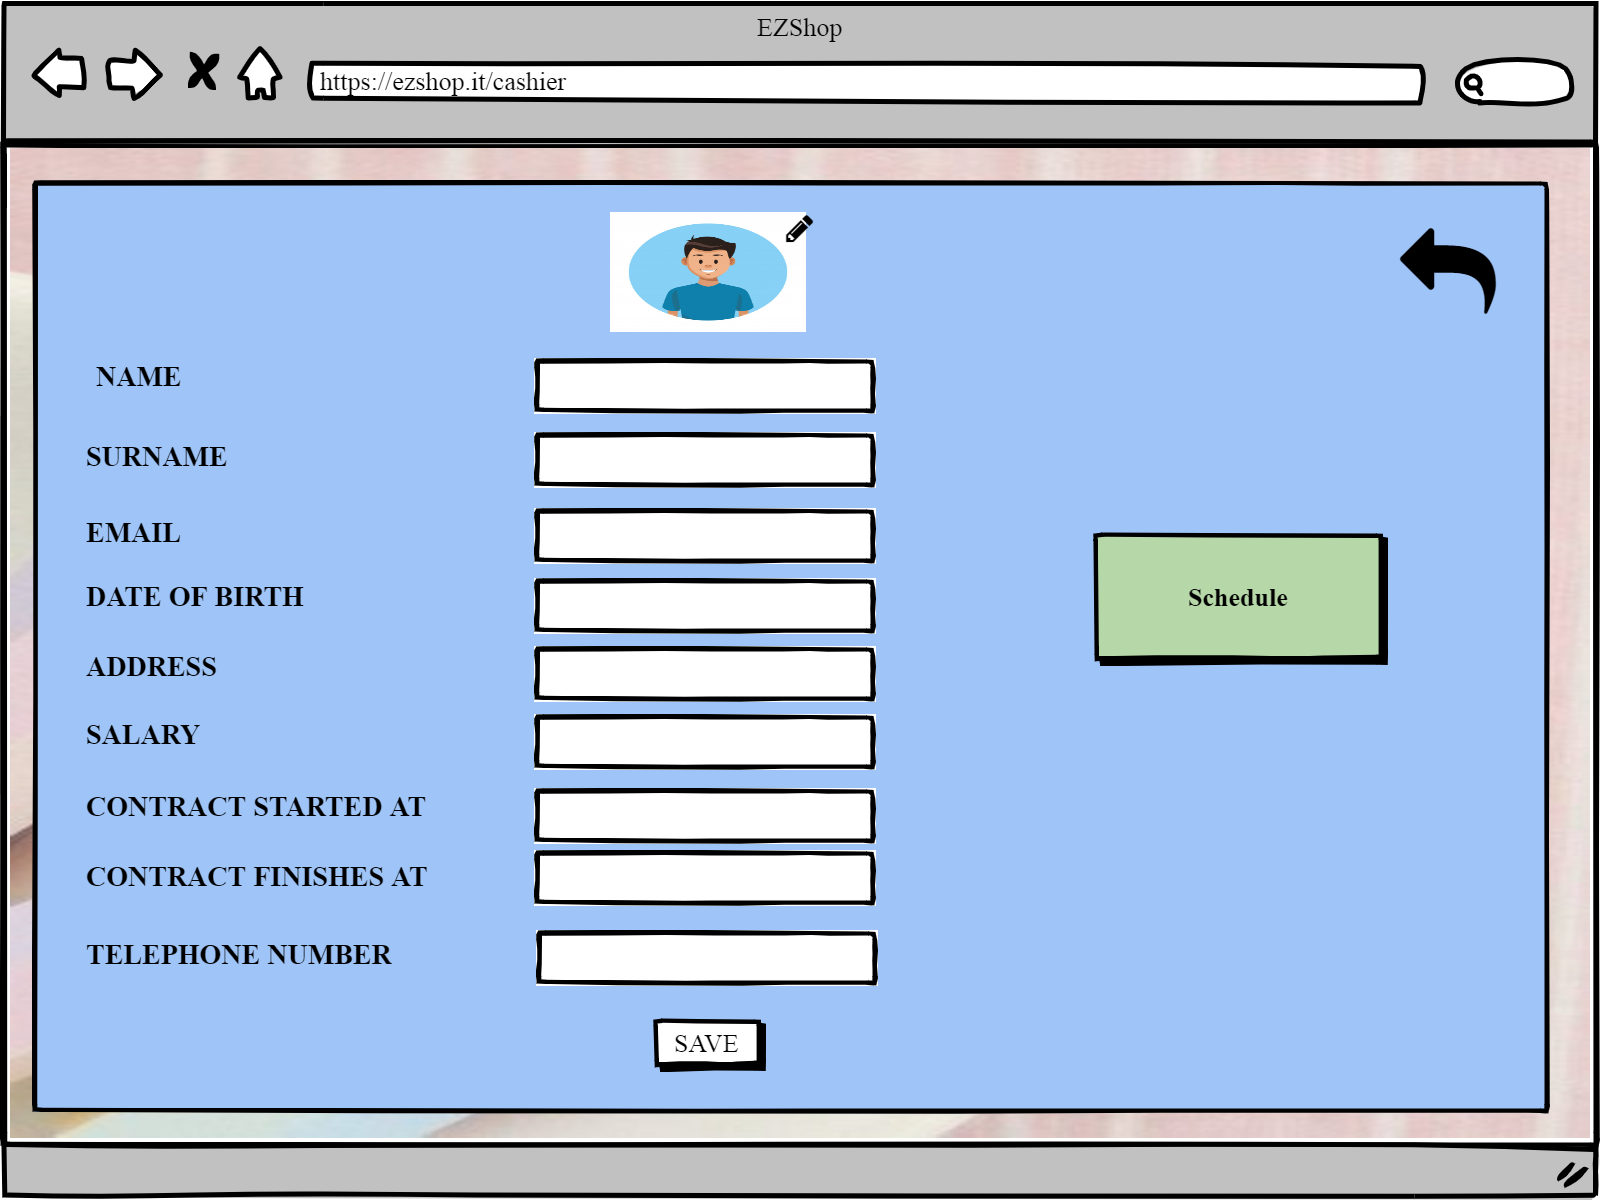 EZShop
https://ezshop.it/cashier
NAME
SURNAME
EMAIL
DATE OF BIRTH
ADDRESS
SALARY
CONTRACT STARTED AT
CONTRACT FINISHES AT
TELEPHONE NUMBER
Schedule
SAVE